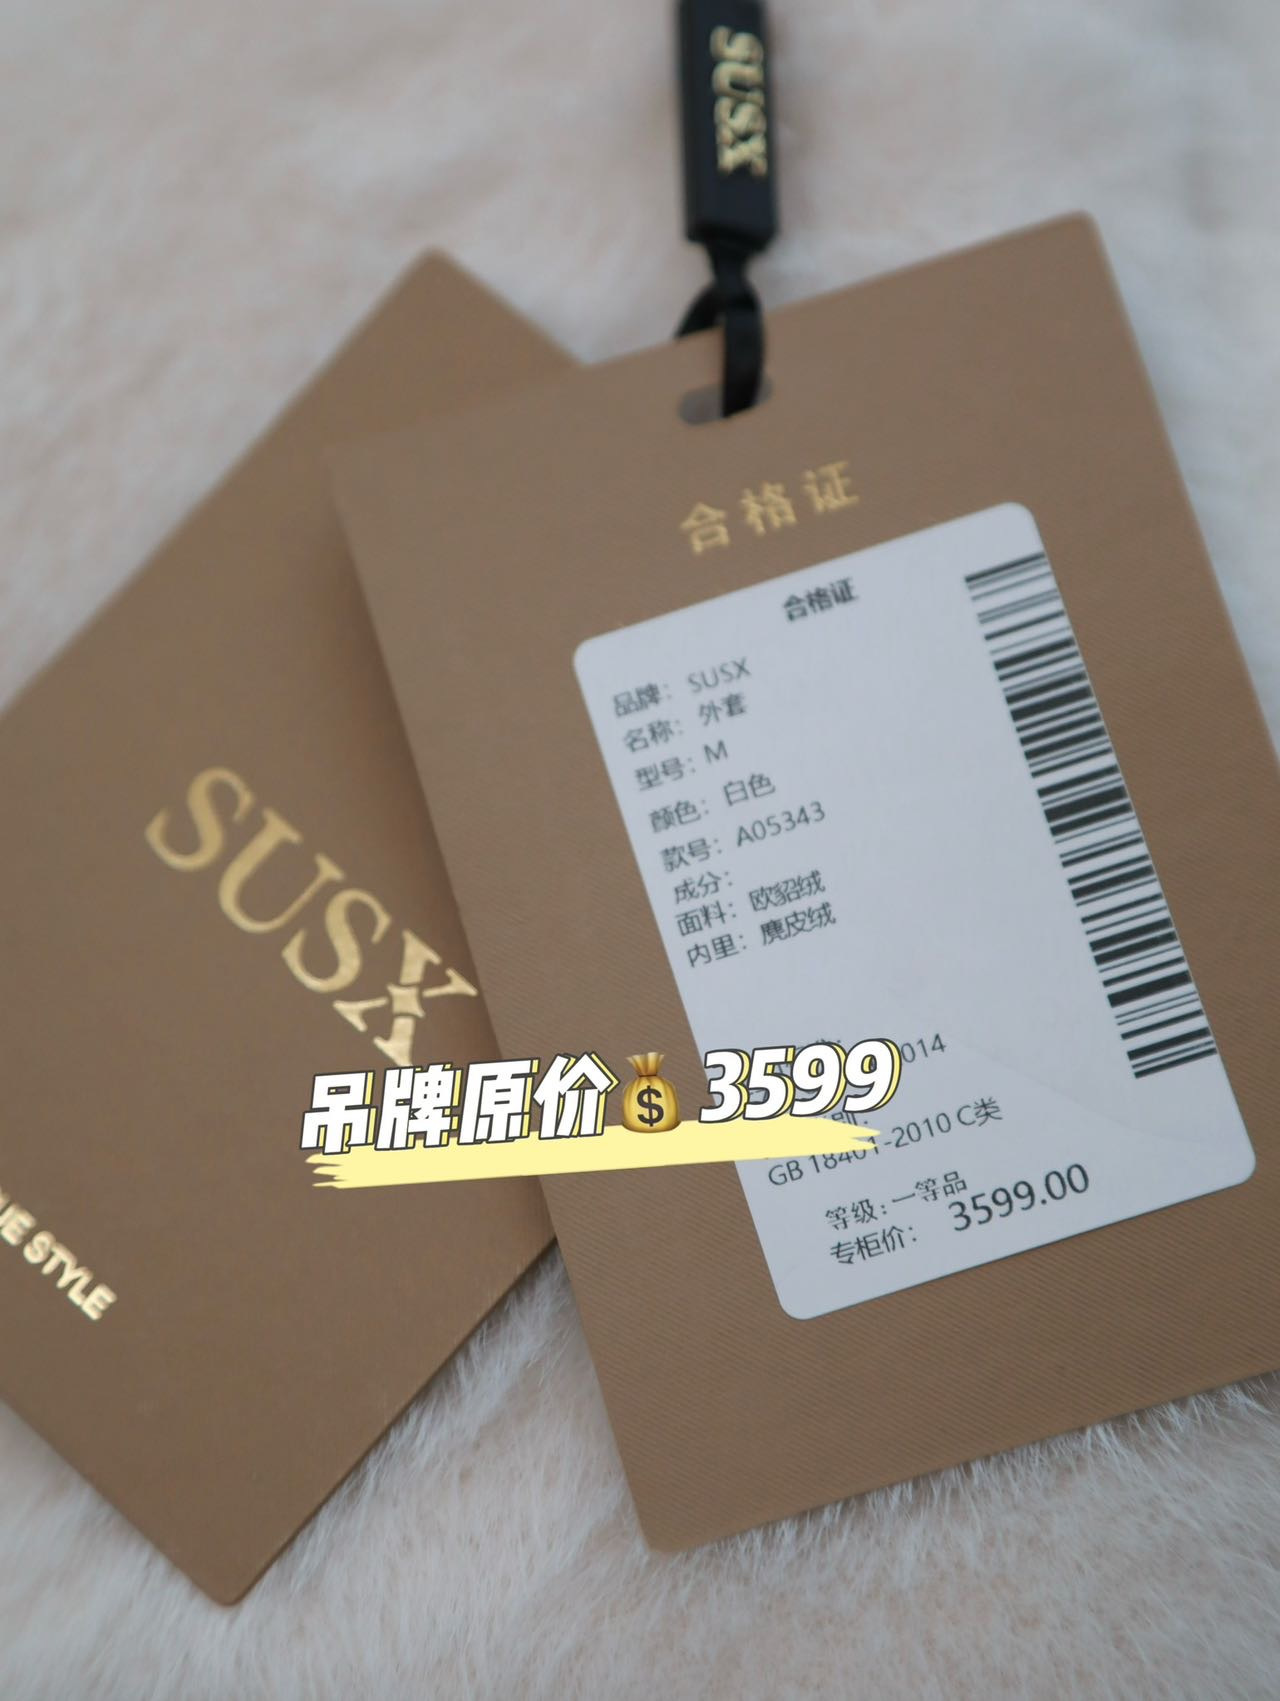 SUSX
合格证
合格证
品牌：SUSX
名称：外套
型号：M
颜色：白色
款号：A05343
成分：
面料：欧貂绒
内里：麂皮绒
014
GB 18401-2010 C类
等级：一等品
专柜价：3599.00
SUSX
UE STYLE
吊牌原价💰3599